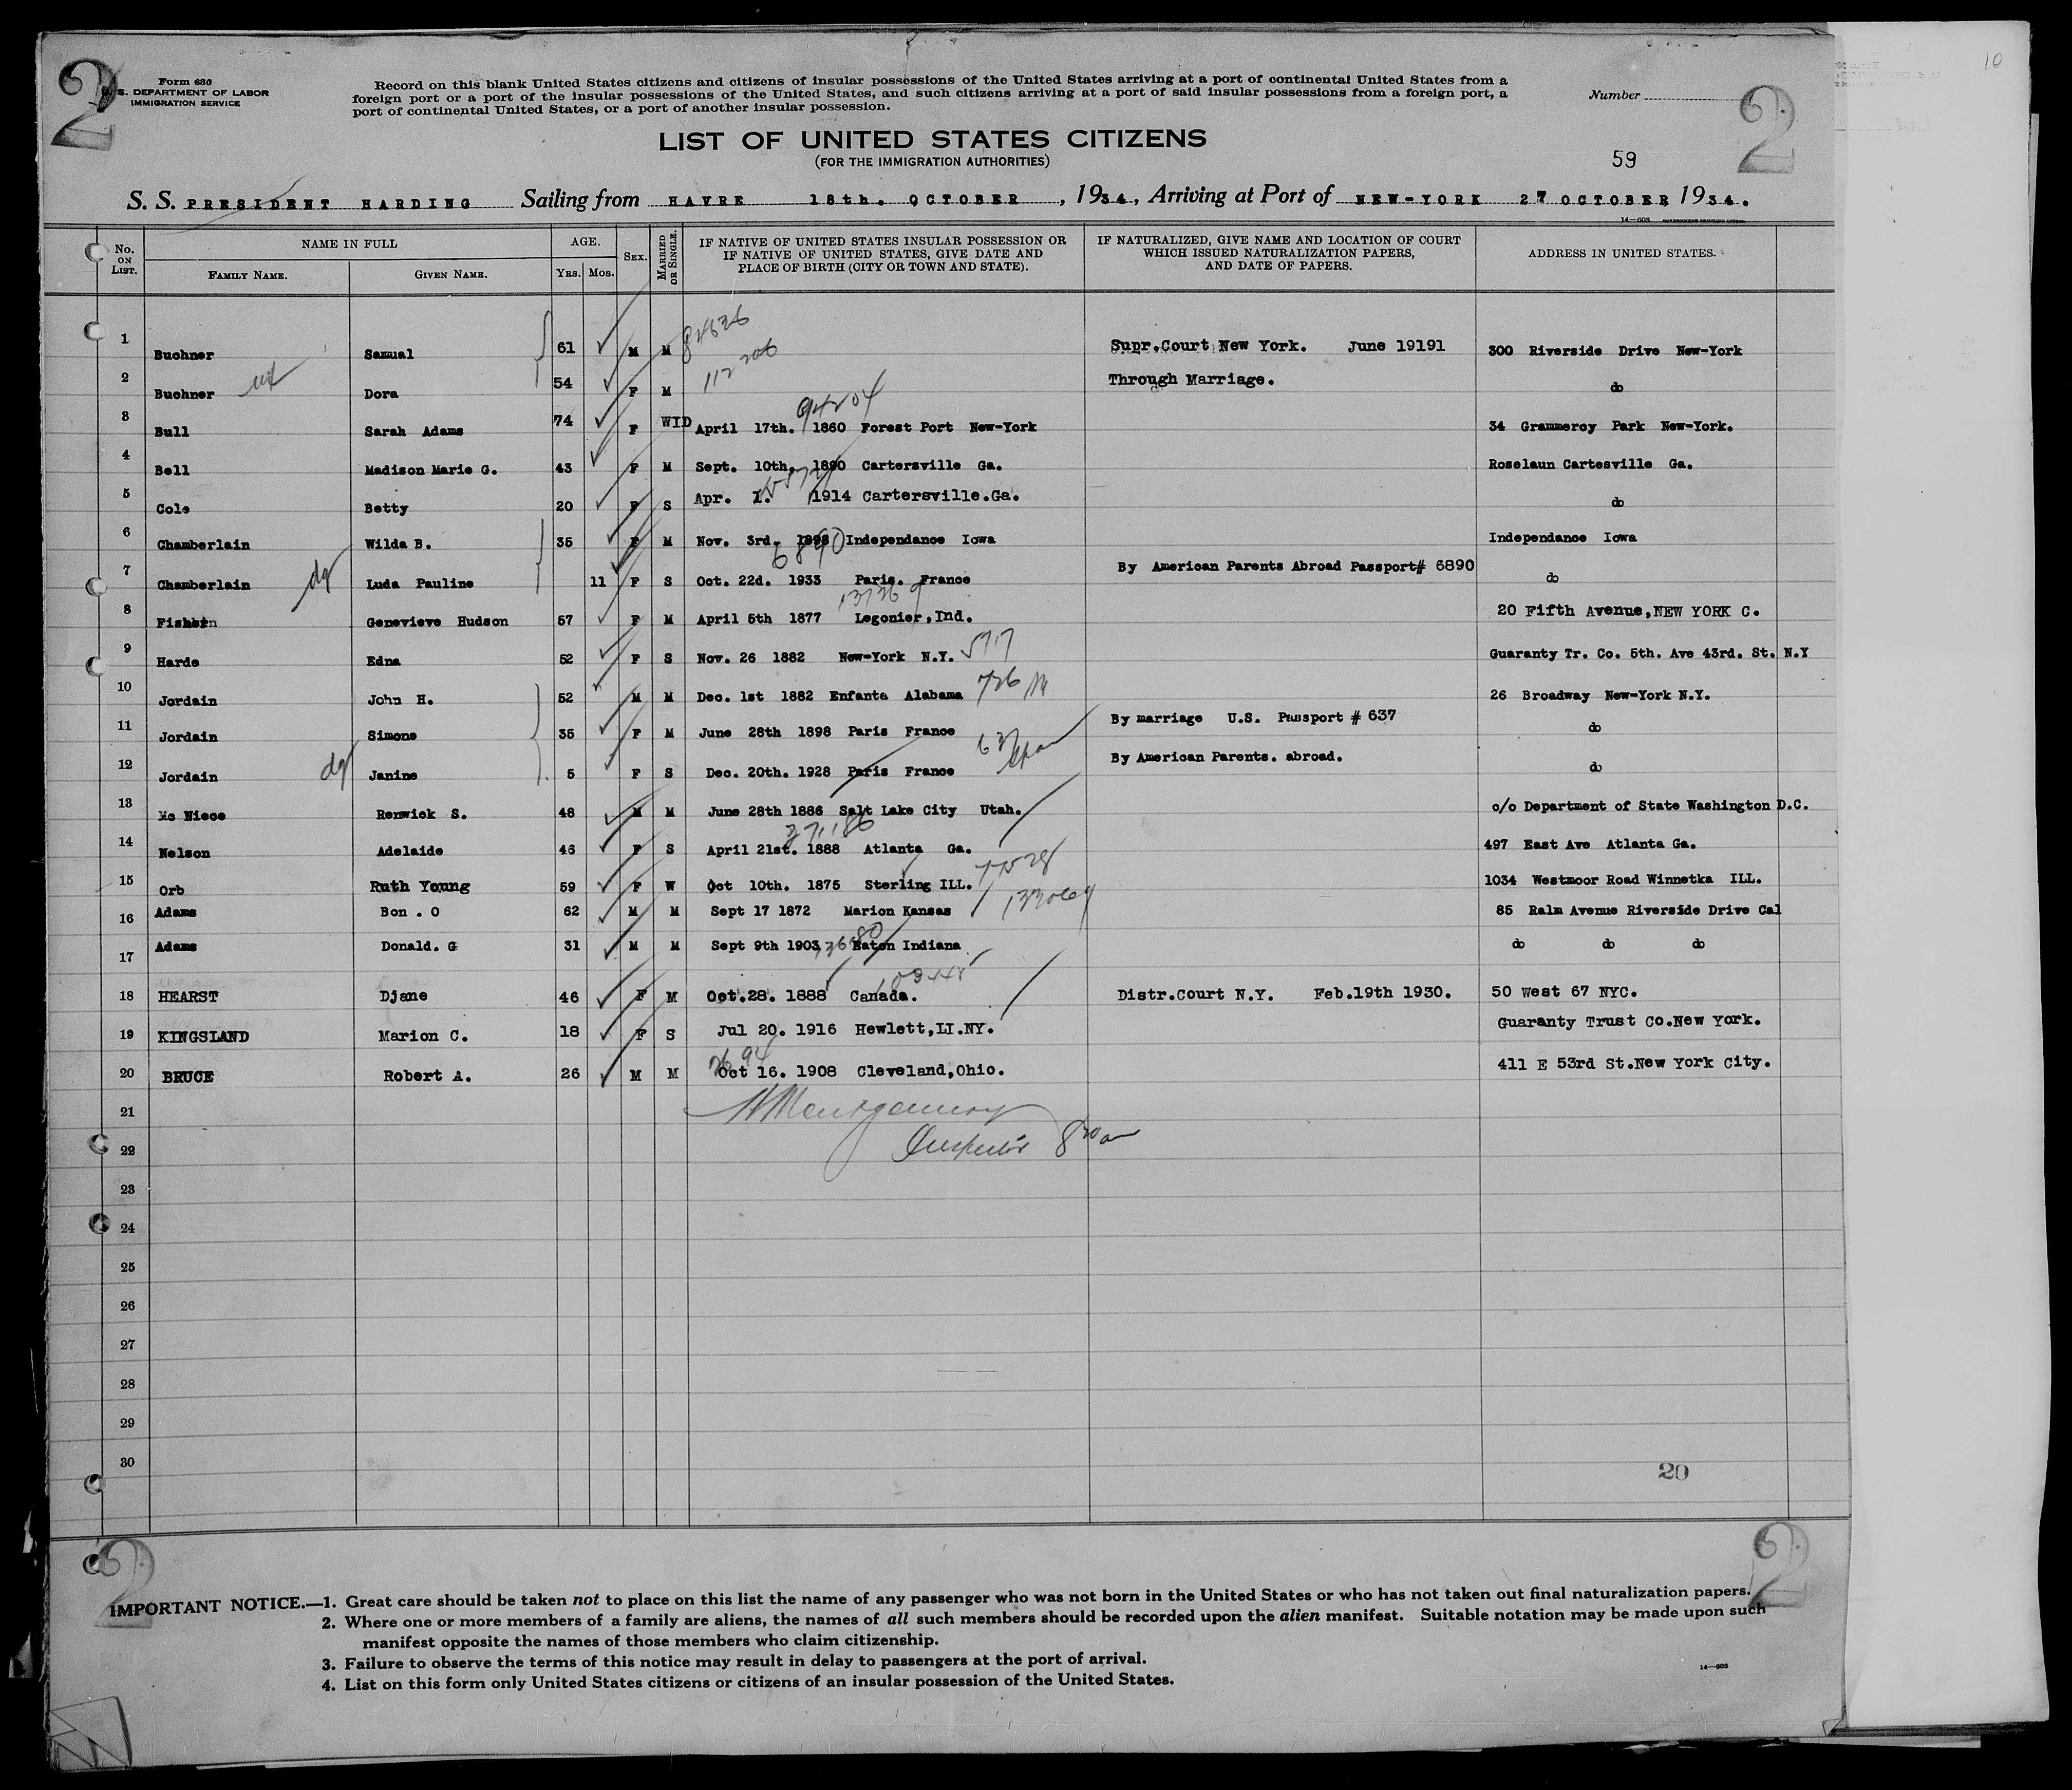 2
2
10
Form 630
U. S. DEPARTMENT OF LABOR
IMMIGRATION SERVICE
Record on this blank United States citizens and citizens of insular possessions of the United States arriving at a port of continental United States from a
foreign port or a port of the insular possessions of the United States, and such citizens arriving at a port of said insular possessions from a foreign port, a
port of continental United States, or a port of another insular possession.
Number
LIST OF UNITED STATES CITIZENS
(FOR THE IMMIGRATION AUTHORITIES)
59
S. S. PRESIDENT HARDING Sailing from HAVRE 18th. OCTOBER, 1934, Arriving at Port of NEW-YORK 27 OCTOBER 1934.
14-608
No. ON LIST. NAME IN FULL FAMILY NAME. GIVEN NAME. AGE. YRS. MOS. SEX. MARRIED OR SINGLE. IF NATIVE OF UNITED STATES INSULAR POSSESSION OR IF NATIVE OF UNITED STATES, GIVE DATE AND PLACE OF BIRTH (CITY OR TOWN AND STATE). IF NATURALIZED, GIVE NAME AND LOCATION OF COURT WHICH ISSUED NATURALIZATION PAPERS, AND DATE OF PAPERS. ADDRESS IN UNITED STATES.
1 Buchner Samual 61 M M 84636 Supr.Court New York. June 19191 300 Riverside Drive New-York
2 Buchner Dora 54 F M 112206 Through Marriage. do
3 Bull Sarah Adams 74 F WID April 17th. 1860 Forest Port New-York 94204 34 Grammercy Park New-York.
4 Bell Madison Marie G. 43 F M Sept. 10th. 1890 Cartersville Ga. Roselaun Cartesville Ga.
5 Cole Betty 20 F S Apr. 1. 1914 Cartersville.Ga. do
6 Chamberlain Wilda B. 35 F M Nov. 3rd. 1898 Independance Iowa Independance Iowa
7 Chamberlain dg Luda Pauline 11 F S Oct. 22d. 1933 Paris. France 6890 By American Parents Abroad Passport# 6890 do
8 Genevieve Hudson 57 F M April 5th 1877 Legonier,Ind. 20 Fifth Avenue,NEW YORK C.
9 Harde Edna 52 F S Nov. 26 1882 New-York N.Y. 577 Guaranty Tr. Co. 5th. Ave 43rd. St. N.Y
10 Jordain John H. 52 M M Dec. 1st 1882 Enfanta Alabama 726 26 Broadway New-York N.Y.
11 Jordain Simone 35 F M June 28th 1898 Paris France 637 By marriage U.S. Passport # 637 do
12 Jordain dg Janine 5 F S Dec. 20th. 1928 Paris France By American Parents. abroad. do
13 Mc Niece Renwick S. 48 M M June 28th 1886 Salt Lake City Utah. c/o Department of State Washington D.C.
14 Nelson Adelaide 46 F S April 21st. 1888 Atlanta Ga. 497 East Ave Atlanta Ga.
15 Orb Ruth Young 59 F W Oct 10th. 1875 Sterling ILL. 1034 Westmoor Road Winnetka ILL.
16 Adams Bon . O 62 M M Sept 17 1872 Marion Kansas 85 Ralm Avenue Riverside Drive Cal
17 Adams Donald. G 31 M M Sept 9th 1903 Eaton Indiana do do do
18 HEARST Djane 46 F M Oct.28. 1888 Canada. Distr.Court N.Y. Feb.19th 1930. 50 West 67 NYC.
19 KINGSLAND Marion C. 18 F S Jul 20. 1916 Hewlett,LI.NY. Guaranty Trust Co.New York.
20 BRUCE Robert A. 26 M M Oct 16. 1908 Cleveland,Ohio. 411 E 53rd St.New York City.
21 Montgomery
22 Inspector 8
23
24
25
26
27
28
29
30
20
2
2
IMPORTANT NOTICE.—1. Great care should be taken not to place on this list the name of any passenger who was not born in the United States or who has not taken out final naturalization papers.
2. Where one or more members of a family are aliens, the names of all such members should be recorded upon the alien manifest. Suitable notation may be made upon such
manifest opposite the names of those members who claim citizenship.
3. Failure to observe the terms of this notice may result in delay to passengers at the port of arrival.
4. List on this form only United States citizens or citizens of an insular possession of the United States.
14-608